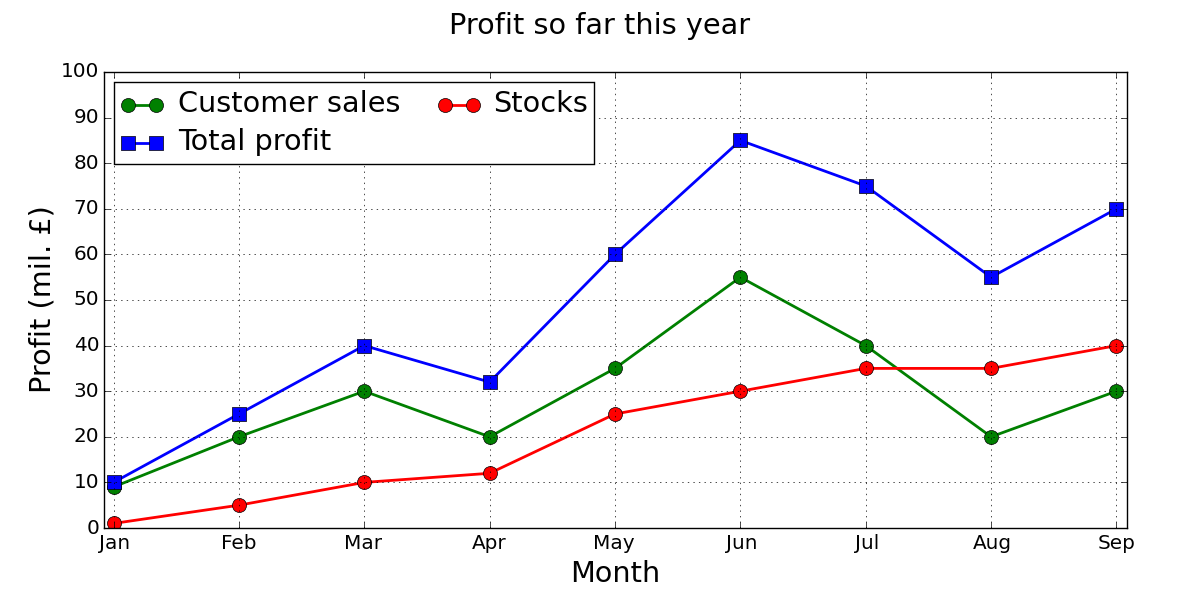 Profit so far this year
Customer sales Stocks
Total profit
Profit (mil. £)
100
90
80
70
60
50
40
30
20
10
0
Jan Feb Mar Apr May Jun Jul Aug Sep
Month